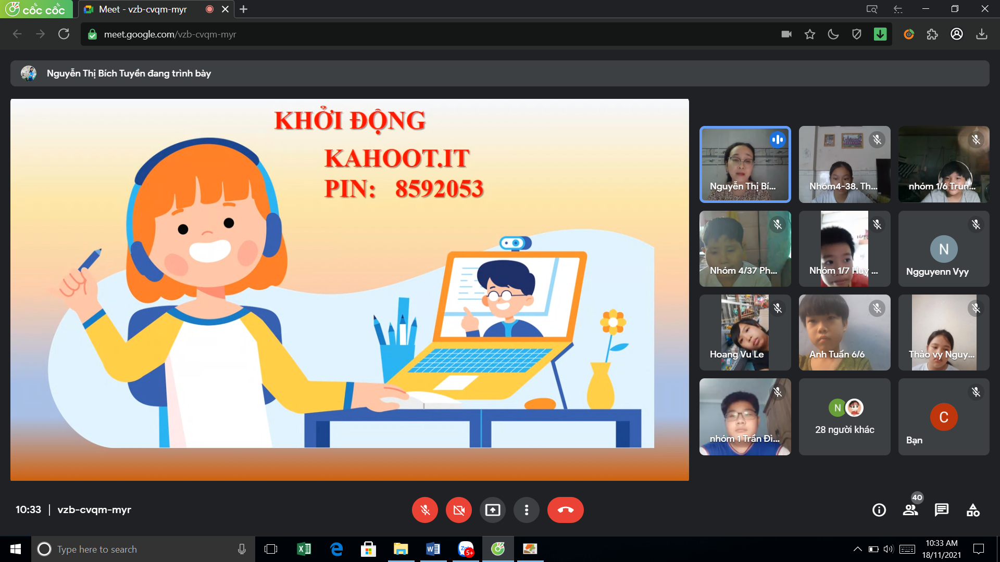 cốc cốc
Meet - vzb-cvqm-myr
meet.google.com/vzb-cvqm-myr
Nguyễn Thị Bích Tuyền đang trình bày
KHỞI ĐỘNG
KAHOOT.IT
PIN: 8592053
Nguyễn Thị Bí...
Nhóm4-38. Th...
nhóm 1/6 Trun...
Nhóm 4/37 Ph...
Nhóm 1/7 Huy ...
N
Ngguyenn Vyy
Hoang Vu Le
Anh Tuấn 6/6
Thảo vy Nguy...
nhóm 1 Trần Đì...
N
28 người khác
C
Bạn
10:33 | vzb-cvqm-myr
40
Type here to search
5+
10:33 AM
18/11/2021